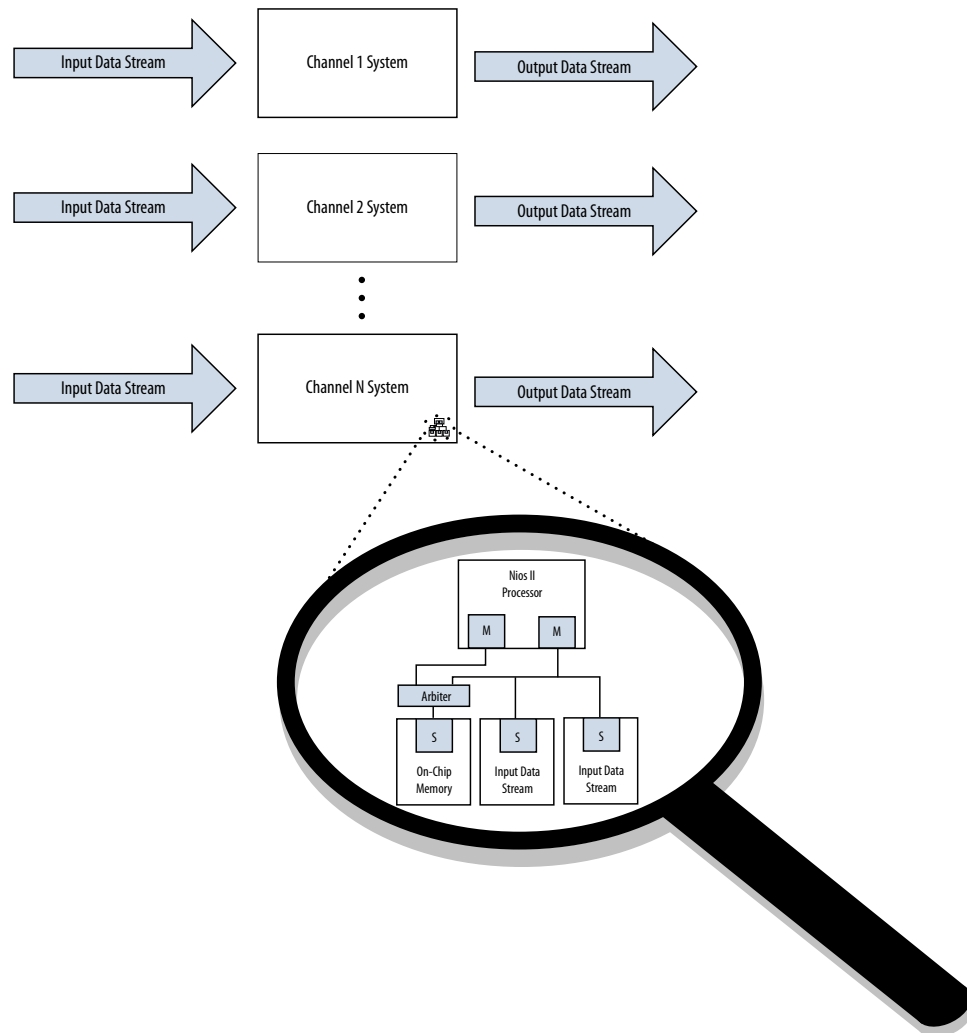 Input Data Stream
Channel 1 System
Output Data Stream
Input Data Stream
Channel 2 System
Output Data Stream
Input Data Stream
Channel N System
Output Data Stream
Nios II
Processor
M
M
Arbiter
S
S
S
On-Chip
Memory
Input Data
Stream
Input Data
Stream